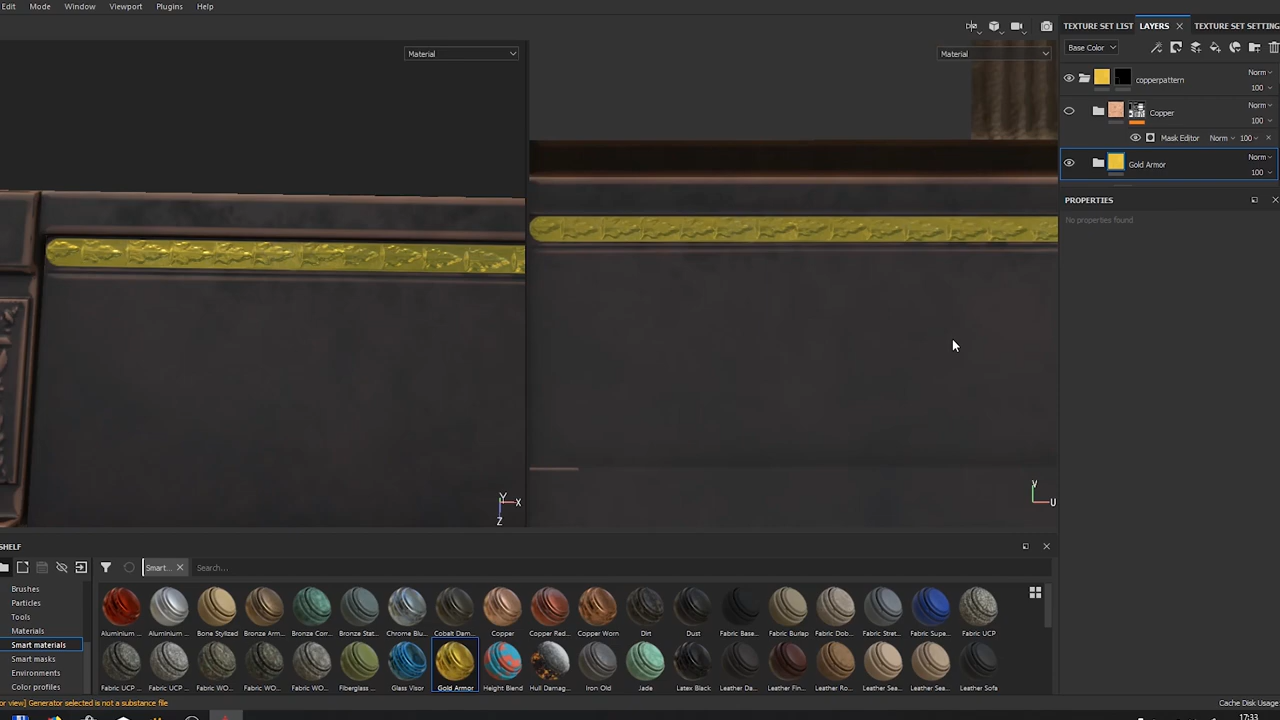 Edit Mode Window Viewport Plugins Help
Material
Material
TEXTURE SET LIST LAYERS × TEXTURE SET SETTING
Base Color
copperpattern Norm 100
Copper Norm 100
Mask Editor Norm 100 ×
Gold Armor Norm 100
PROPERTIES
No properties found
Y X Z
V U
SHELF
Smart... × Search...
Brushes
Particles
Tools
Materials
Smart materials
Smart masks
Environments
Color profiles
Aluminium ... Aluminium ... Bone Stylized Bronze Arm... Bronze Corr... Bronze Stat... Chrome Blu... Cobalt Dam... Copper Copper Red... Copper Worn Dirt Dust Fabric Base... Fabric Burlap Fabric Dob... Fabric Stret... Fabric Supe... Fabric UCP
Fabric UCP ... Fabric UCP ... Fabric WO... Fabric WO... Fabric WO... Fiberglass ... Glass Visor Gold Armor Height Blend Hull Damag... Iron Old Jade Latex Black Leather Da... Leather Fin... Leather Ro... Leather Sea... Leather Sea... Leather Sofa
or view] Generator selected is not a substance file
Cache Disk Usage
17:33